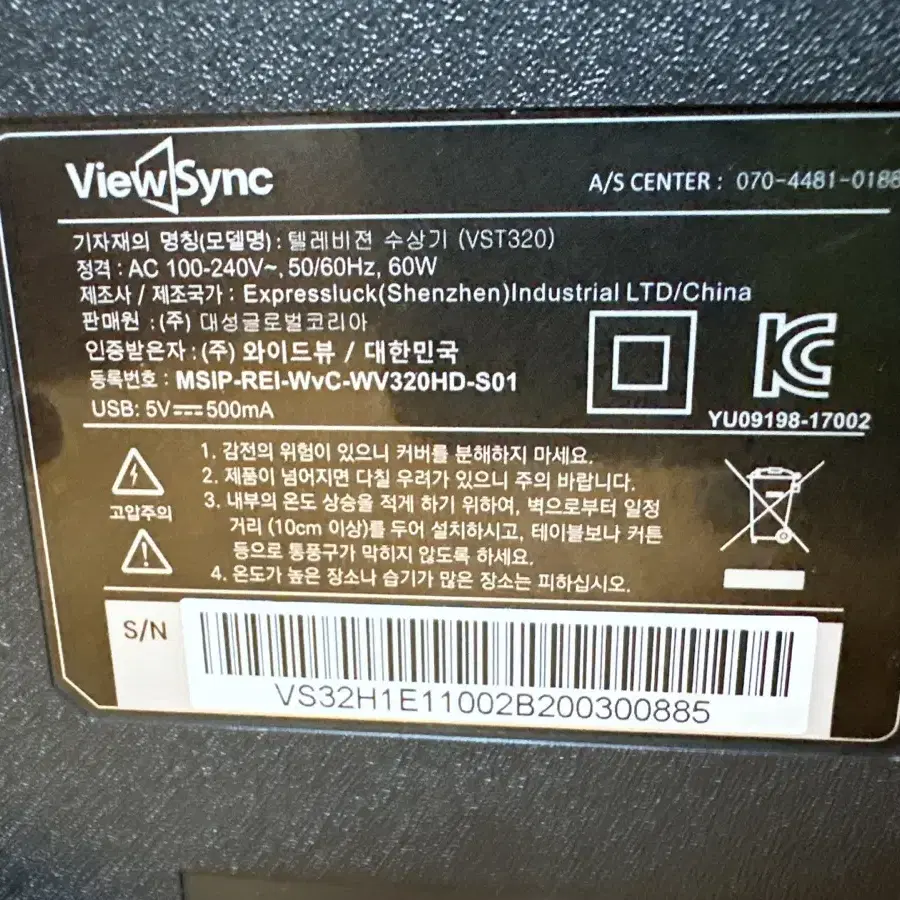 ViewSync
A/S CENTER : 070-4481-0188
기자재의 명칭(모델명) : 텔레비젼 수상기 (VST320)
정격 : AC 100-240V~, 50/60Hz, 60W
제조사 / 제조국가 : Expressluck(Shenzhen)Industrial LTD/China
판매원 : (주) 대성글로벌코리아
인증받은자 : (주) 와이드뷰 / 대한민국
등록번호 : MSIP-REI-WvC-WV320HD-S01
USB: 5V⎓500mA
YU09198-17002
고압주의
1. 감전의 위험이 있으니 커버를 분해하지 마세요.
2. 제품이 넘어지면 다칠 우려가 있으니 주의 바랍니다.
3. 내부의 온도 상승을 적게 하기 위하여, 벽으로부터 일정
거리 (10cm 이상)를 두어 설치하시고, 테이블보나 커튼
등으로 통풍구가 막히지 않도록 하세요.
4. 온도가 높은 장소나 습기가 많은 장소는 피하십시오.
S/N
VS32H1E11002B200300885